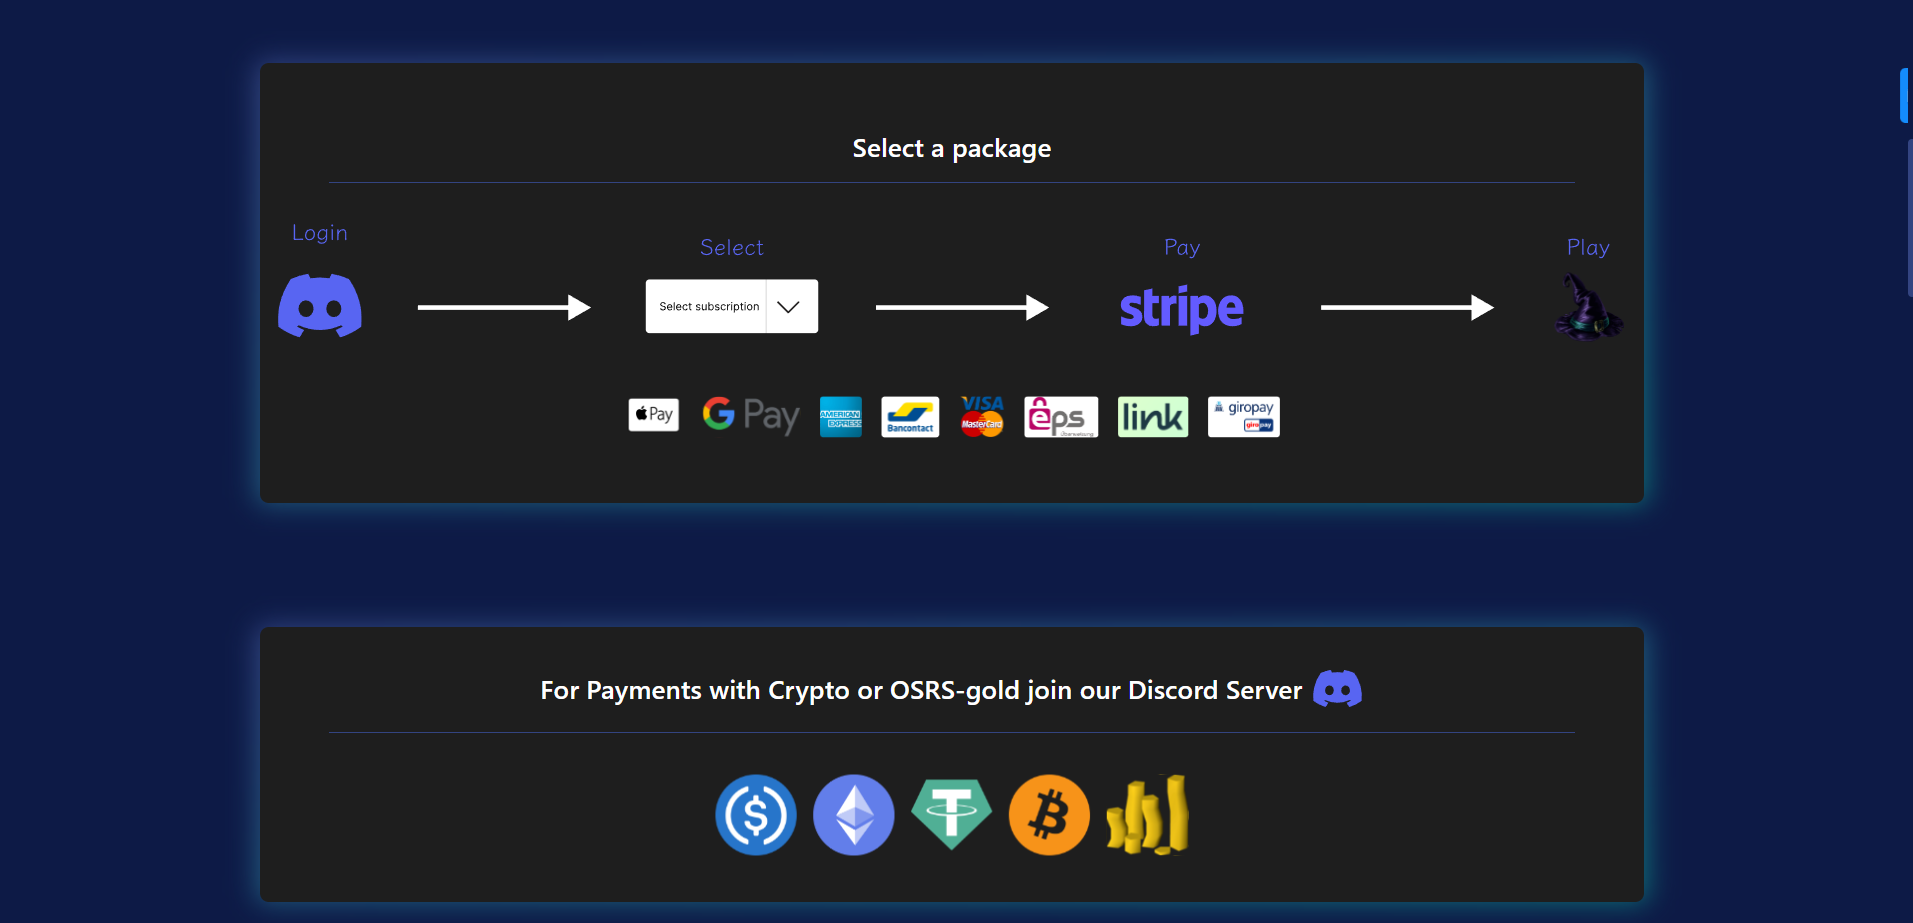 Select a package
Login
Select
Pay
Play
Select subscription
stripe
Pay
G Pay
AMERICAN
EXPRESS
Bancontact
VISA
MasterCard
eps
link
giropay
giropay
For Payments with Crypto or OSRS-gold join our Discord Server